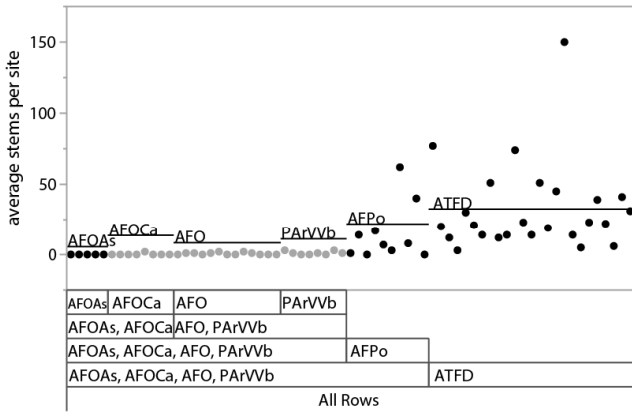 150
100
50
0
average stems per site
AFOAs
AFOCa
AFO
PArVVb
AFPo
ATFD
AFOAs AFOCa AFO PArVVb
AFOAs, AFOCa AFO, PArVVb
AFOAs, AFOCa, AFO, PArVVb AFPo
AFOAs, AFOCa, AFO, PArVVb ATFD
All Rows